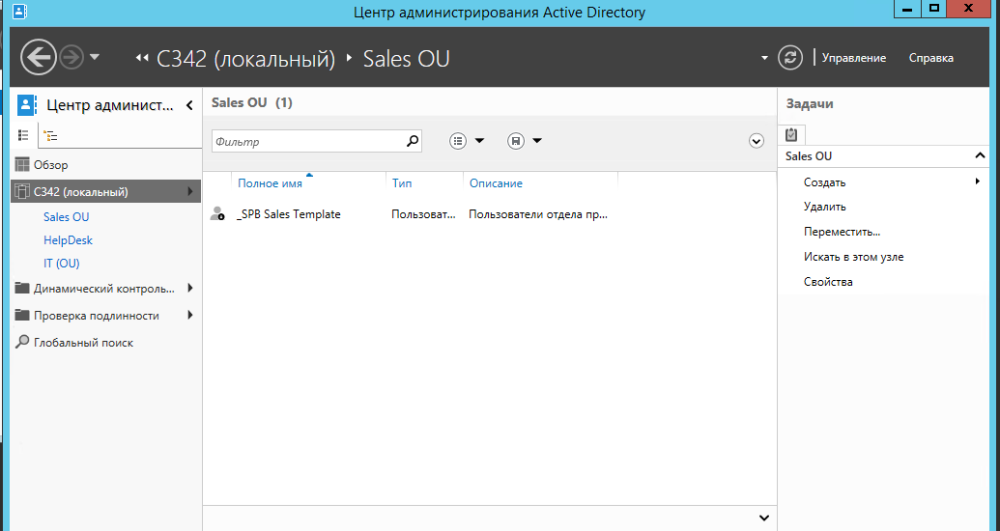 Центр администрирования Active Directory
C342 (локальный) Sales OU
Управление
Справка
Центр админист...
Обзор
C342 (локальный)
Sales OU
HelpDesk
IT (OU)
Динамический контроль...
Проверка подлинности
Глобальный поиск
Sales OU (1)
Фильтр
Полное имя Тип Описание
_SPB Sales Template Пользоват... Пользователи отдела пр...
Задачи
Sales OU
Создать
Удалить
Переместить...
Искать в этом узле
Свойства